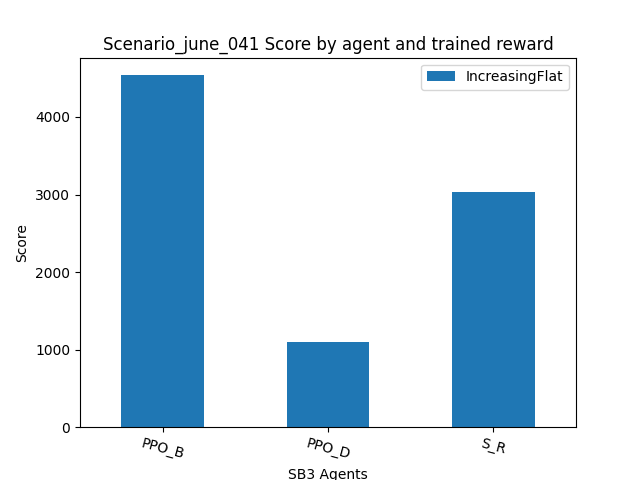 Scenario_june_041 Score by agent and trained reward
IncreasingFlat
4000
3000
2000
1000
0
Score
PPO_B
PPO_D
S_R
SB3 Agents